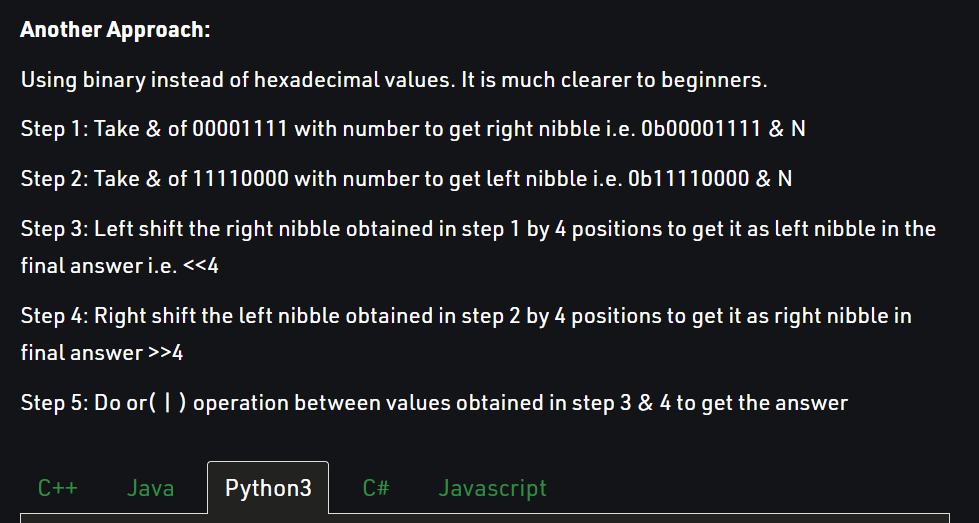 Another Approach:
Using binary instead of hexadecimal values. It is much clearer to beginners.
Step 1: Take & of 00001111 with number to get right nibble i.e. 0b00001111 & N
Step 2: Take & of 11110000 with number to get left nibble i.e. 0b11110000 & N
Step 3: Left shift the right nibble obtained in step 1 by 4 positions to get it as left nibble in the
final answer i.e. <<4
Step 4: Right shift the left nibble obtained in step 2 by 4 positions to get it as right nibble in
final answer >>4
Step 5: Do or( | ) operation between values obtained in step 3 & 4 to get the answer
C++ Java Python3 C# Javascript